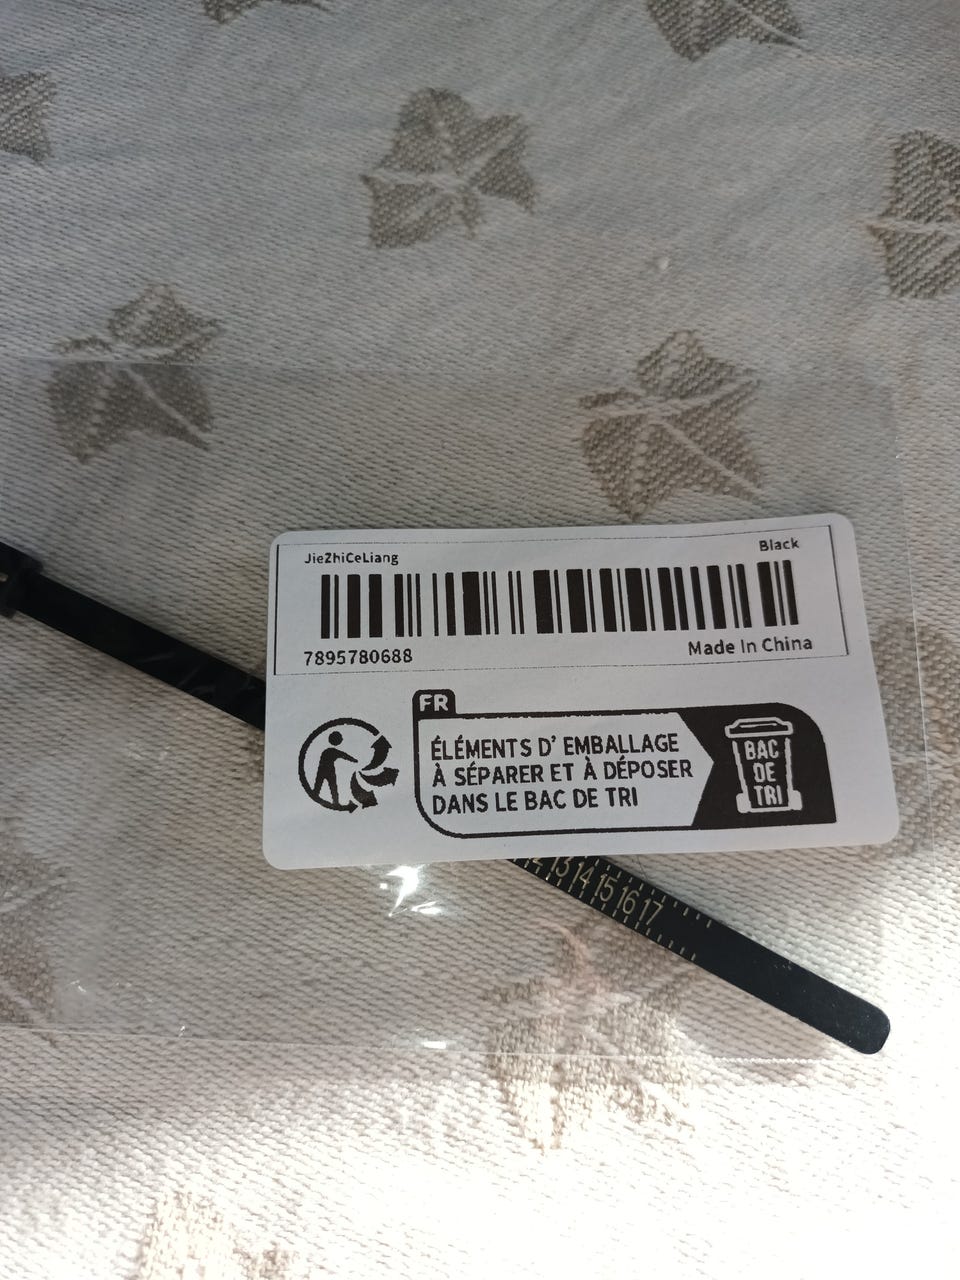 JieZhiCeLiang
Black
7895780688
Made In China
FR
ÉLÉMENTS D' EMBALLAGE
À SÉPARER ET À DÉPOSER
DANS LE BAC DE TRI
BAC
DE
TRI
13 14 15 16 17